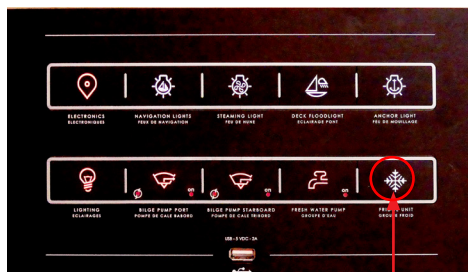 ELECTRONICS
ELECTRONIQUES
NAVIGATION LIGHTS
FEUX DE NAVIGATION
STEAMING LIGHT
FEU DE HUNE
DECK FLOODLIGHT
ECLAIRAGE PONT
ANCHOR LIGHT
FEU DE MOUILLAGE
on
on
on
LIGHTING
ECLAIRAGES
BILGE PUMP PORT
POMPE DE CALE BABORD
BILGE PUMP STARBOARD
POMPE DE CALE TRIBORD
FRESH WATER PUMP
GROUPE D'EAU
UNIT
GROUPE FROID
USB - 5 VDC - 2A